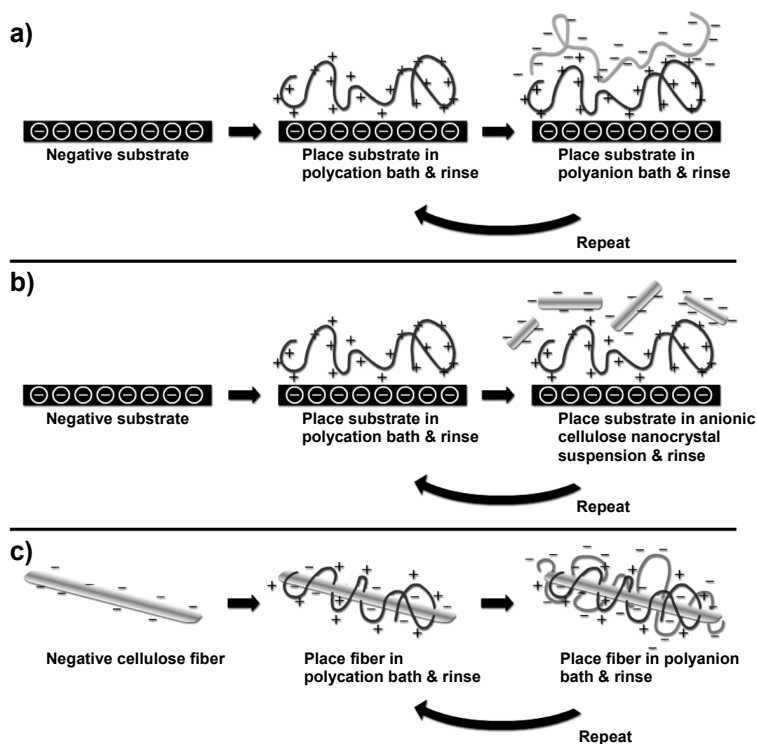 a)
Negative substrate
Place substrate in
polycation bath & rinse
Place substrate in
polyanion bath & rinse
Repeat
b)
Negative substrate
Place substrate in
polycation bath & rinse
Place substrate in anionic
cellulose nanocrystal
suspension & rinse
Repeat
c)
Negative cellulose fiber
Place fiber in
polycation bath & rinse
Place fiber in polyanion
bath & rinse
Repeat